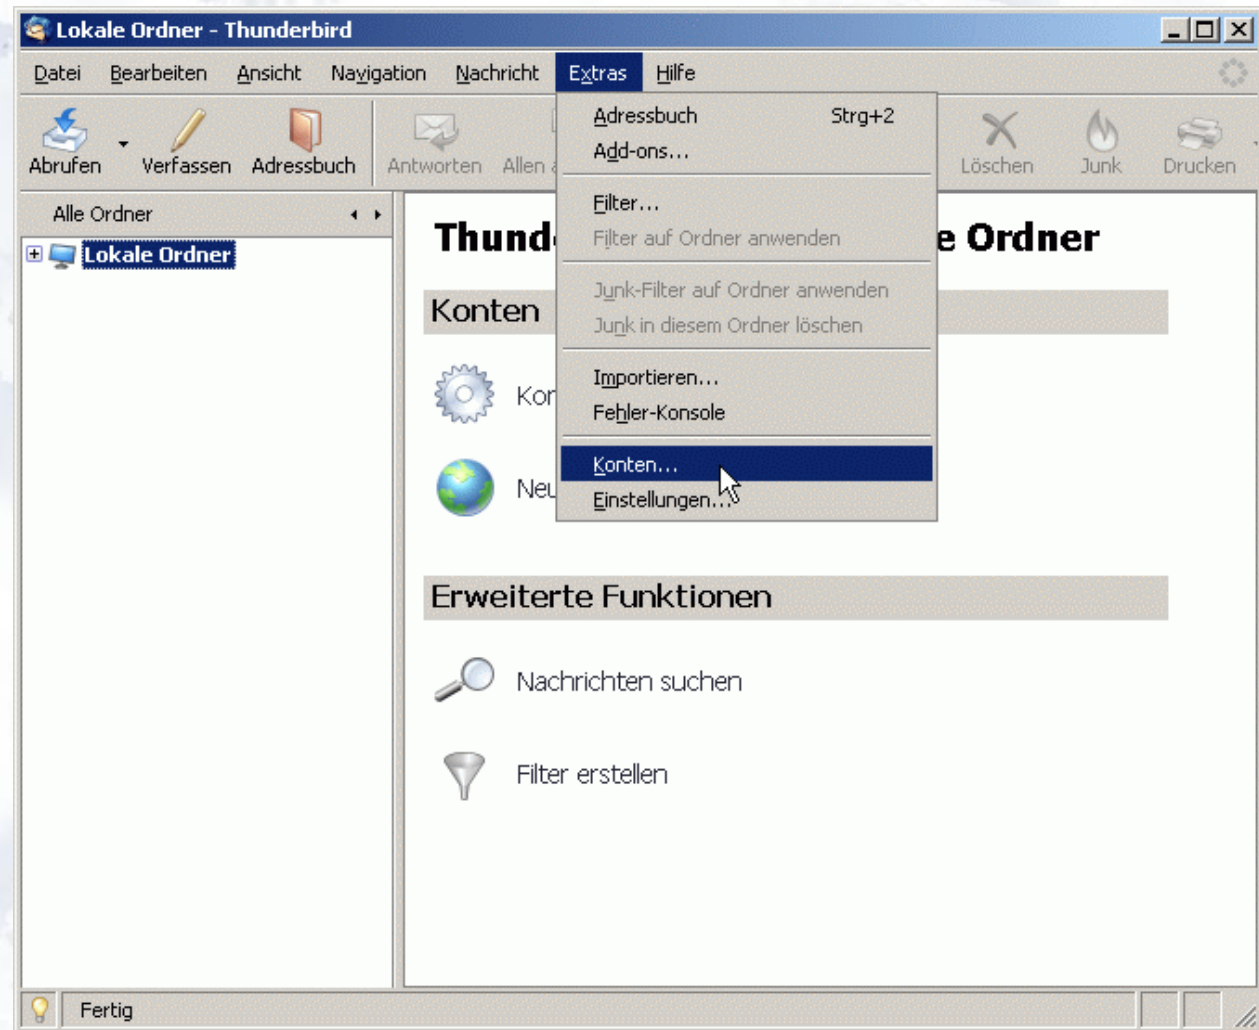 Lokale Ordner - Thunderbird
Datei Bearbeiten Ansicht Navigation Nachricht Extras Hilfe
Abrufen Verfassen Adressbuch Antworten Allen Löschen Junk Drucken
Adressbuch Strg+2
Add-ons...
Filter...
Filter auf Ordner anwenden
Junk-Filter auf Ordner anwenden
Junk in diesem Ordner löschen
Importieren...
Fehler-Konsole
Konten...
Einstellungen...
Alle Ordner
Lokale Ordner
Ordner
Konten
Erweiterte Funktionen
Nachrichten suchen
Filter erstellen
Fertig